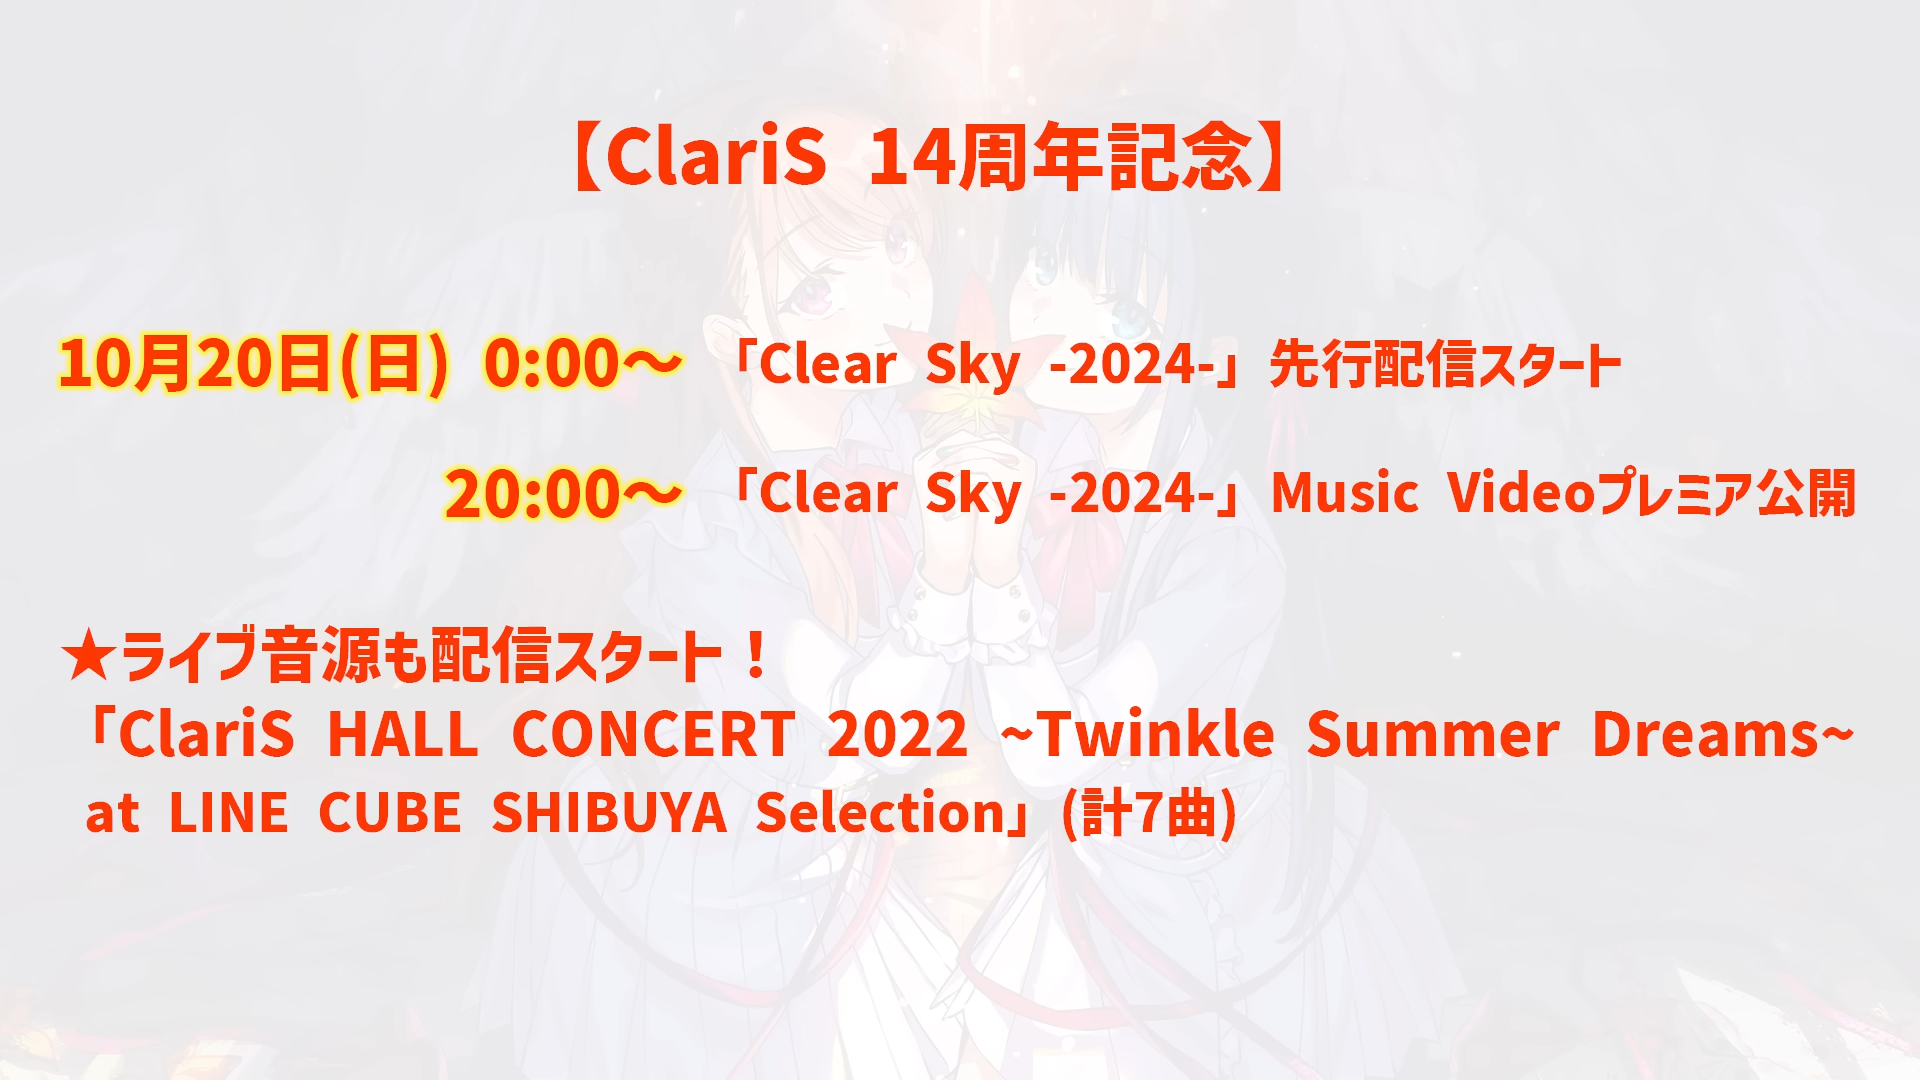 【ClariS 14周年記念】
10月20日(日) 0:00～ 「Clear Sky -2024-」先行配信スタート
20:00～ 「Clear Sky -2024-」Music Videoプレミア公開
★ライブ音源も配信スタート！
「ClariS HALL CONCERT 2022 ~Twinkle Summer Dreams~
at LINE CUBE SHIBUYA Selection」(計7曲)